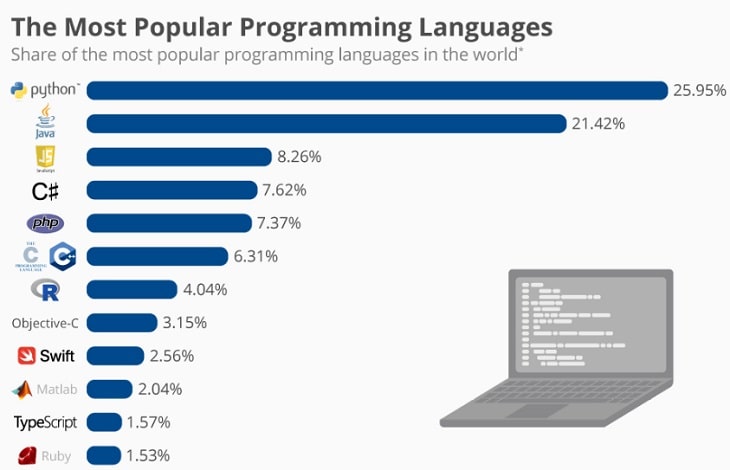 The Most Popular Programming Languages
Share of the most popular programming languages in the world*
python™ 25.95%
Java 21.42%
JS JavaScript 8.26%
C# 7.62%
php 7.37%
THE C PROGRAMMING LANGUAGE C++ 6.31%
R 4.04%
Objective-C 3.15%
Swift 2.56%
Matlab 2.04%
TypeScript 1.57%
Ruby 1.53%